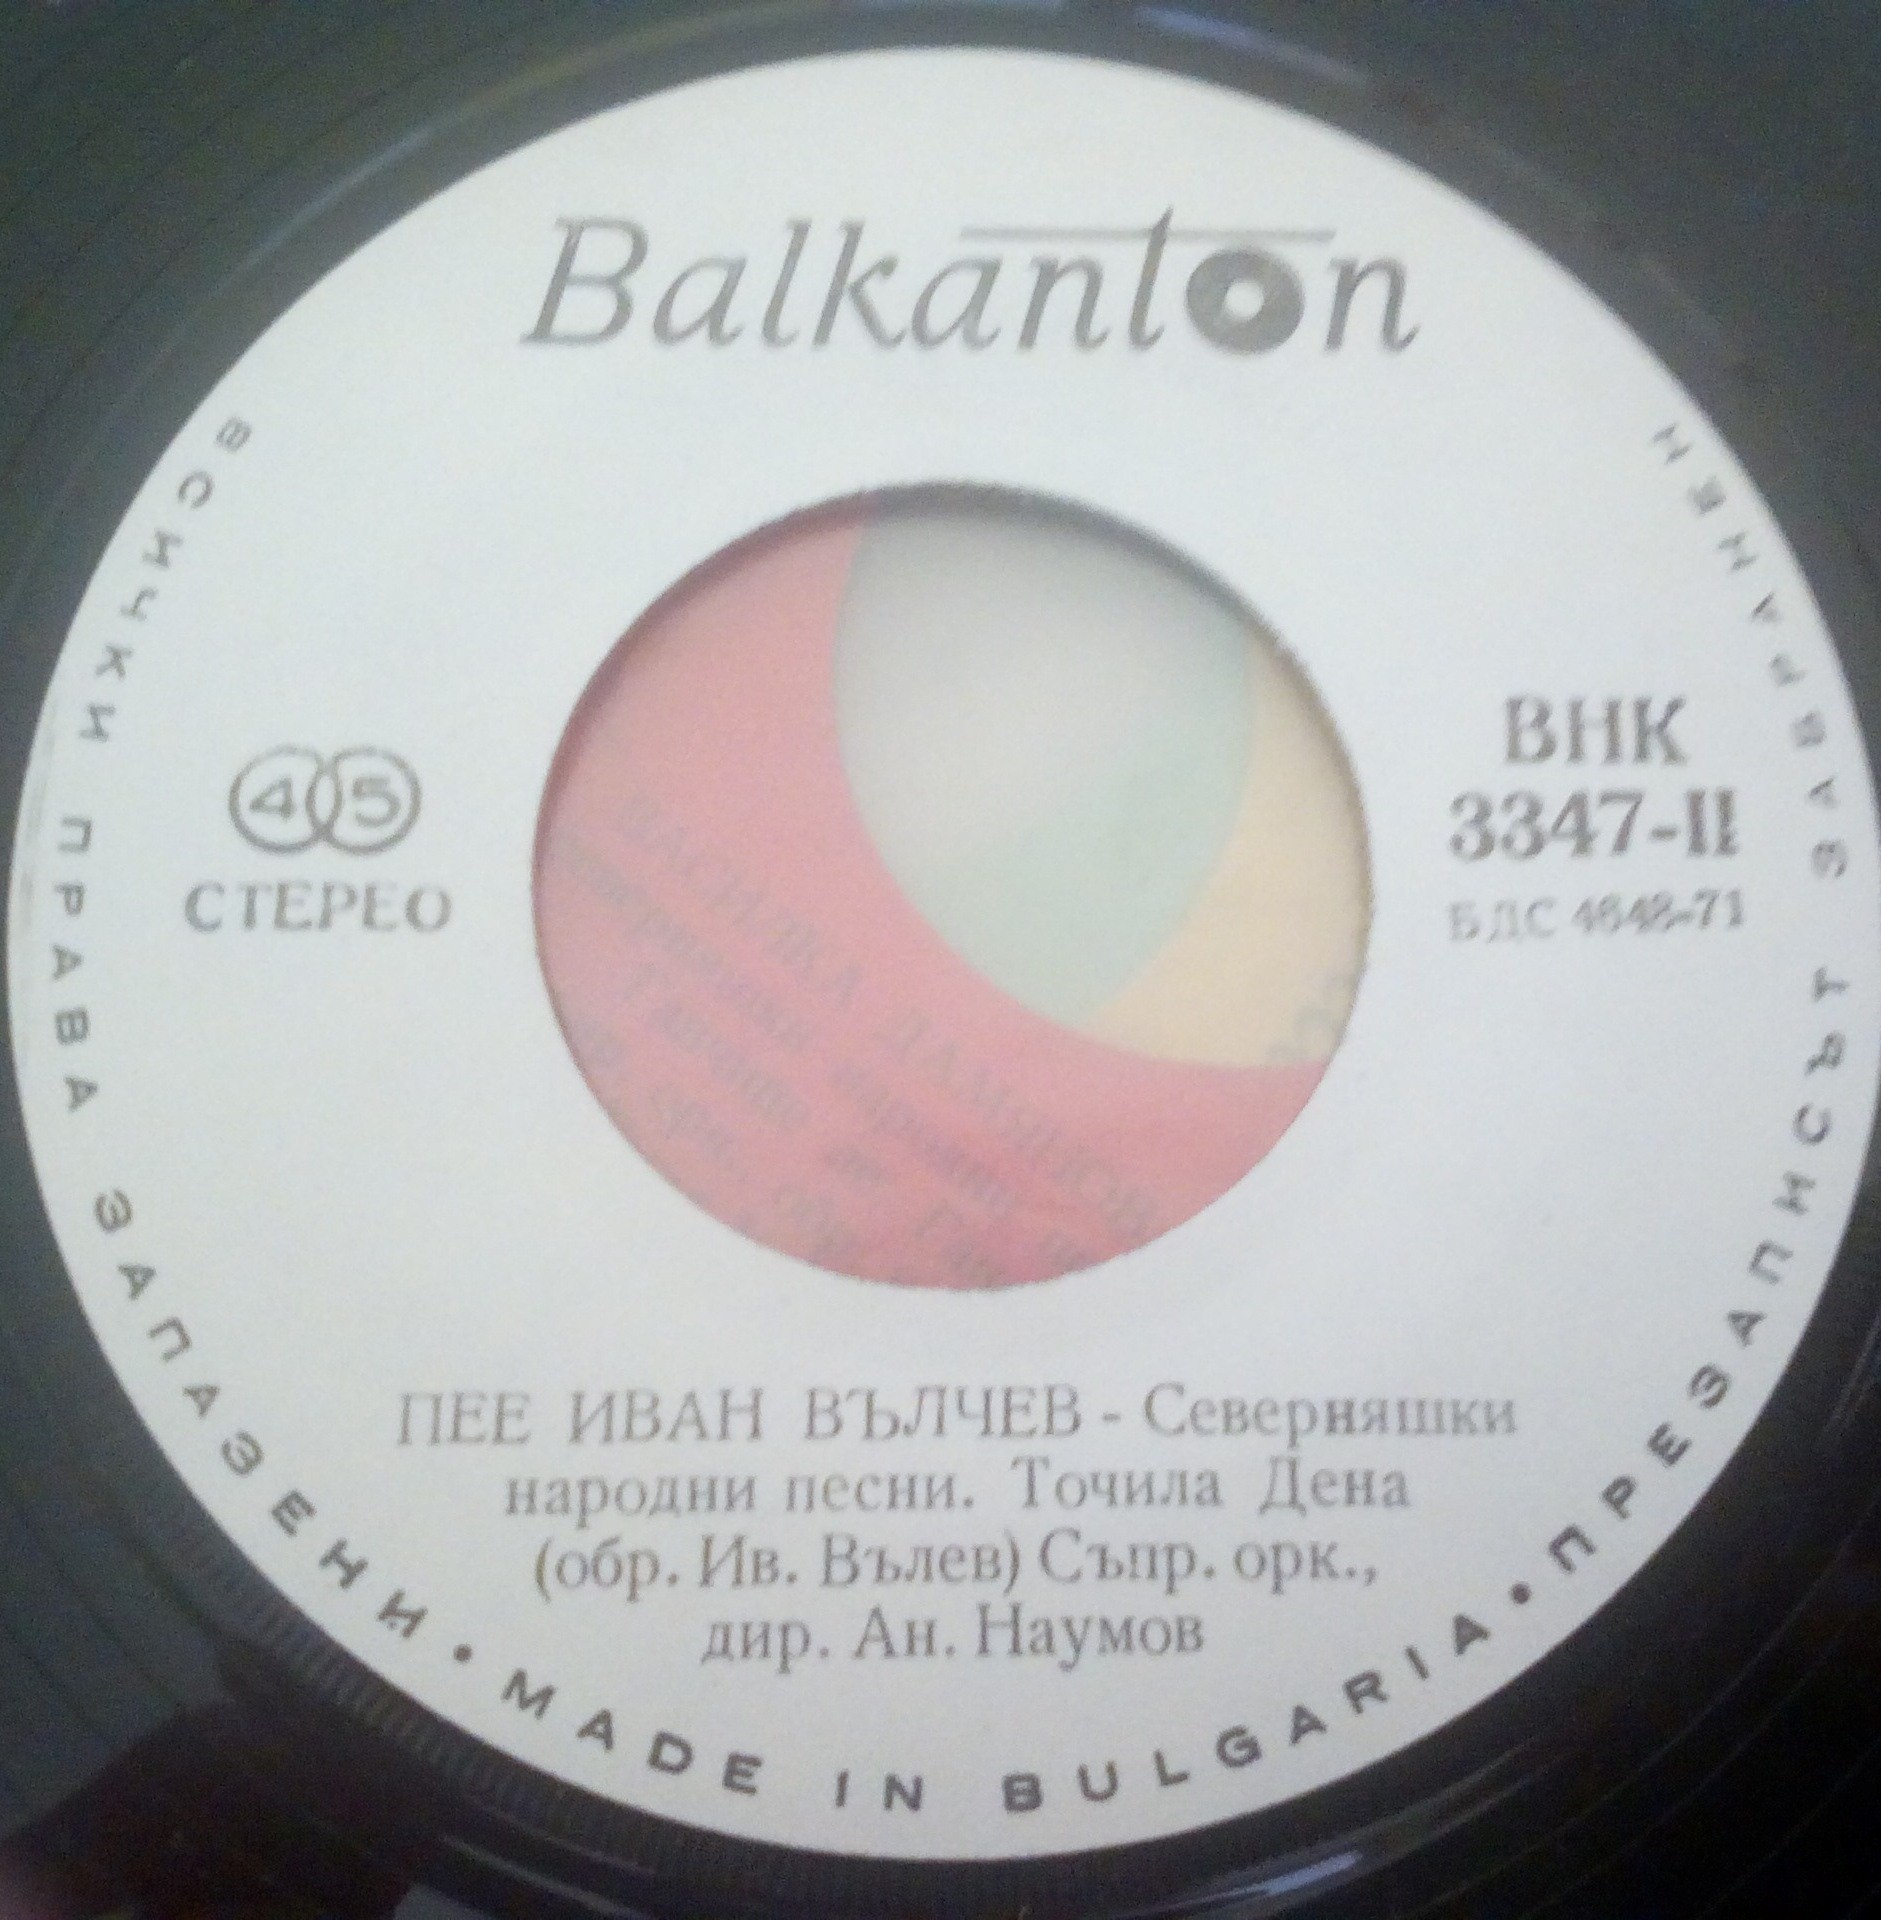 Balkanton
ВСИЧКИ ПРАВА ЗАПАЗЕНИ • MADE IN BULGARIA • ПРЕЗАПИСЪТ ЗАБРАНЕН
45
СТЕРЕО
ВНК
3347-II
БДС 4848-71
ПЕЕ ИВАН ВЪЛЧЕВ - Северняшки
народни песни. Точила Дена
(обр. Ив. Вълев) Съпр. орк.,
дир. Ан. Наумов